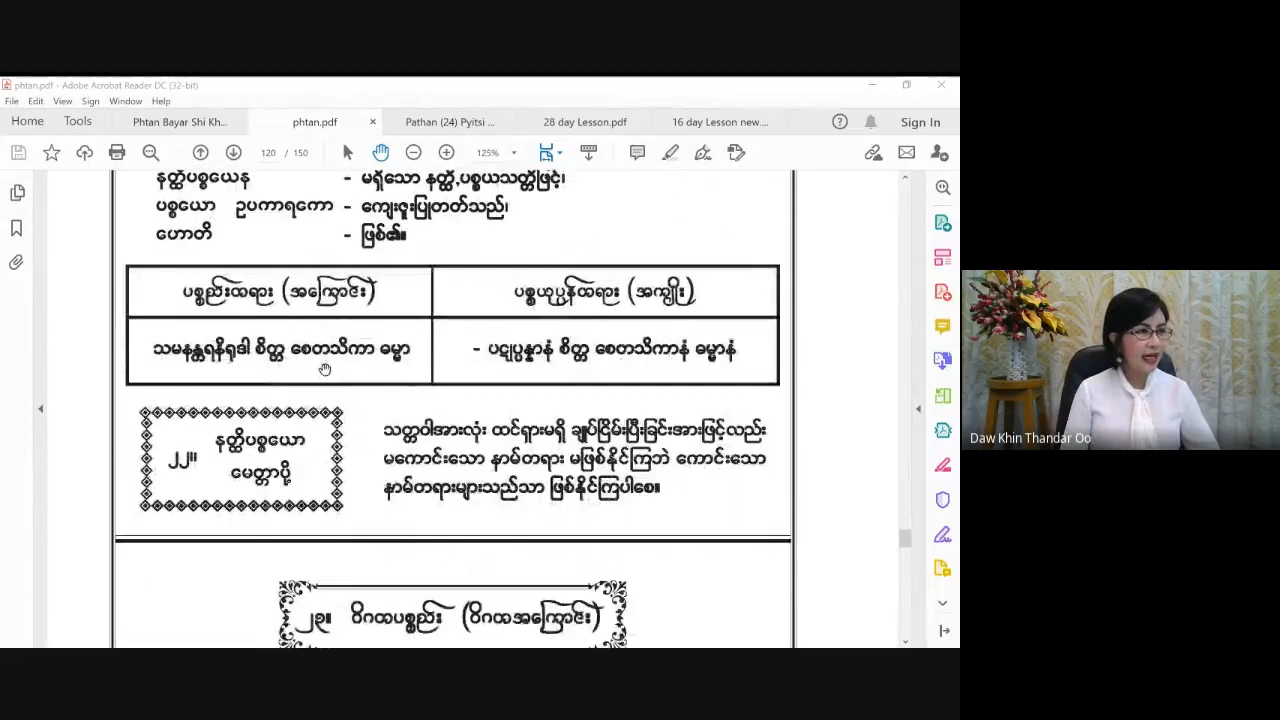 phtan.pdf - Adobe Acrobat Reader DC (32-bit)
File Edit View Sign Window Help
Home Tools Phtan Bayar Shi Kh... phtan.pdf Pathan (24) Pyitsi ... 28 day Lesson.pdf 16 day Lesson new.... Sign In
120 / 150 125%
နတ္ထိပစ္စယေန - မရှိသော နတ္ထိ,ပစ္စယသတ္တိဖြင့်၊
ပစ္စယော ဥပကာရကော - ကျေးဇူးပြုတတ်သည်၊
ဟောတိ - ဖြစ်၏။
ပစ္စည်းတရား (အကြောင်း) ပစ္စယုပ္ပန်တရား (အကျိုး)
သမနန္တရနိရုဒ္ဓါ စိတ္တ စေတသိကာ ဓမ္မာ - ပဋုပ္ပန္နာနံ စိတ္တ စေတသိကာနံ ဓမ္မာနံ
၂၂။ နတ္ထိပစ္စယော
မေတ္တာပို့
သတ္တဝါအားလုံး ထင်ရှားမရှိ ချုပ်ငြိမ်းပြီးခြင်းအားဖြင့်လည်း
မကောင်းသော နာမ်တရား မဖြစ်နိုင်ကြဘဲ ကောင်းသော
နာမ်တရားများသည်သာ ဖြစ်နိုင်ကြပါစေ။
၂၃။ ဝိဂတပစ္စည်း (ဝိဂတအကြောင်း)
Daw Khin Thandar Oo